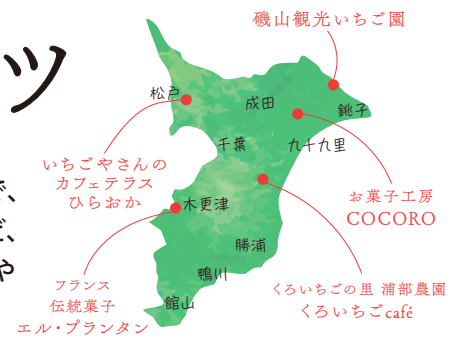 磯山観光いちご園
ツ
松戸
成田
銚子
千葉
九十九里
いちごやさんの
カフェテラス
ひらおか
お菓子工房
COCORO
木更津
勝浦
鴨川
館山
フランス
伝統菓子
エル・プランタン
くろいちごの里 浦部農園
くろいちごcafé
、
、
や